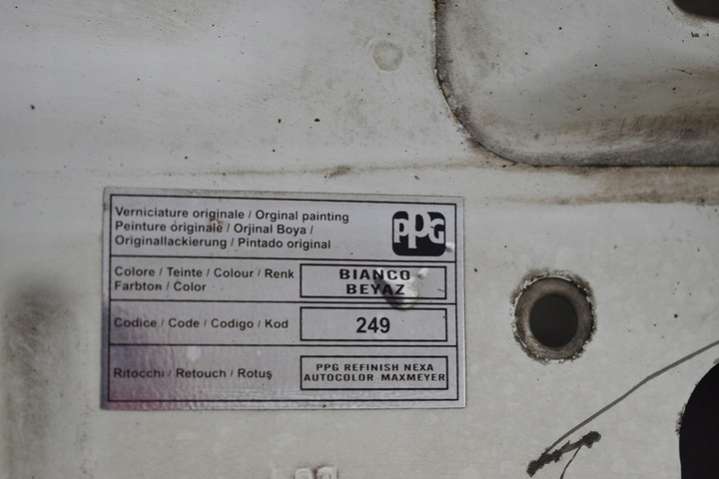 Verniciature originale / Orginal painting
Peinture originale / Orjinal Boya /
Originallackierung / Pintado original
PPG
Colore / Teinte / Colour / Renk
Farbton / Color
BIANCO
BEYAZ
Codice / Code / Codigo / Kod
249
Ritocchi / Retouch / Rotuş
PPG REFINISH NEXA
AUTOCOLOR MAXMEYER